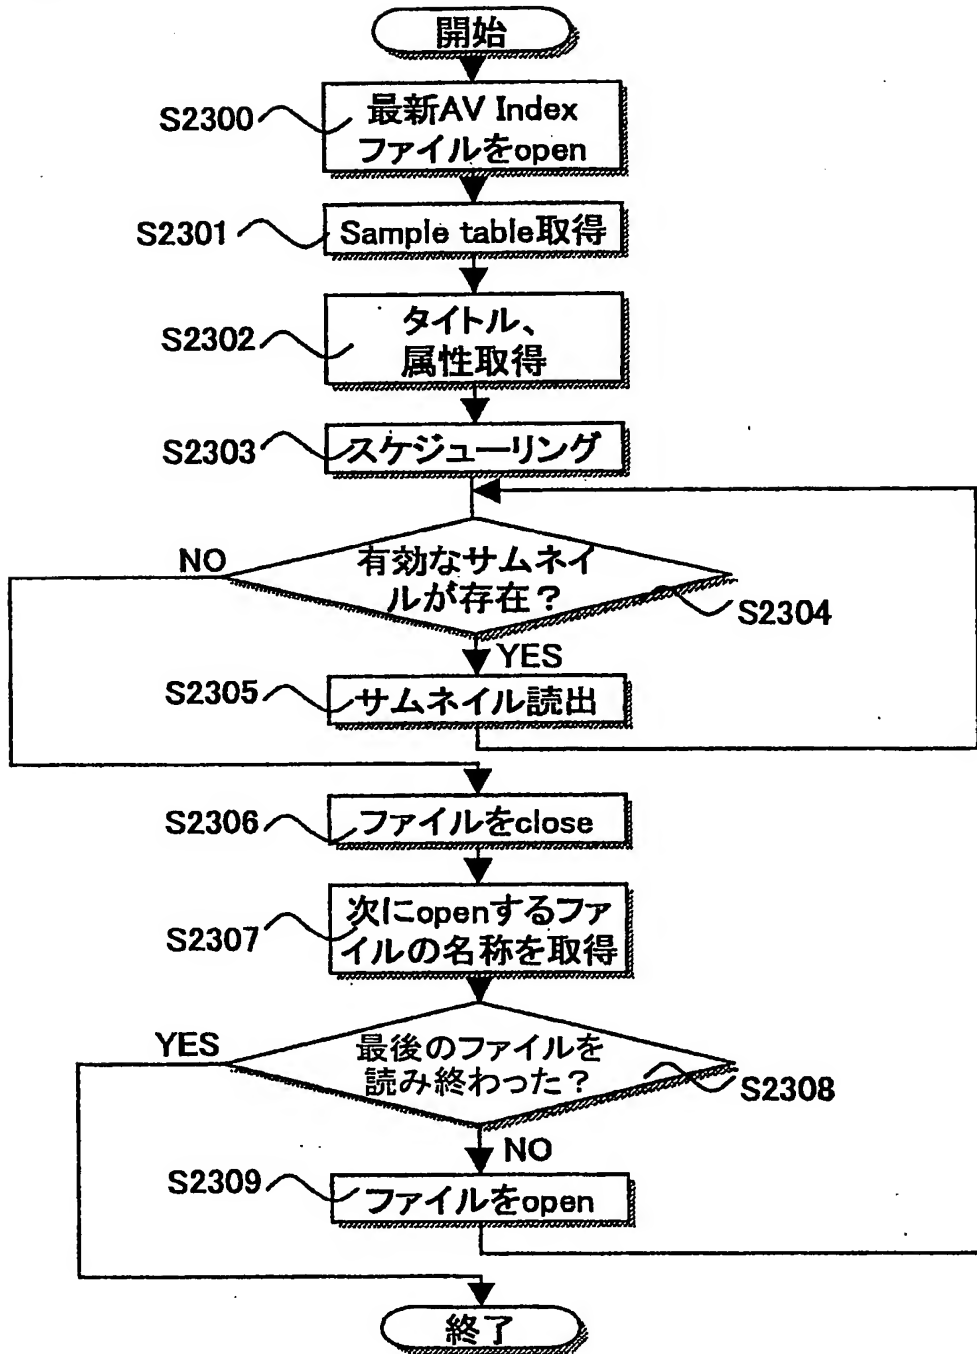 開始
S2300
最新AV Index
ファイルをopen
S2301
Sample table取得
S2302
タイトル、
属性取得
S2303
スケジューリング
NO
有効なサムネイ
ルが存在？
S2304
YES
S2305
サムネイル読出
S2306
ファイルをclose
S2307
次にopenするファ
イルの名称を取得
YES
最後のファイルを
読み終わった？
S2308
NO
S2309
ファイルをopen
終了